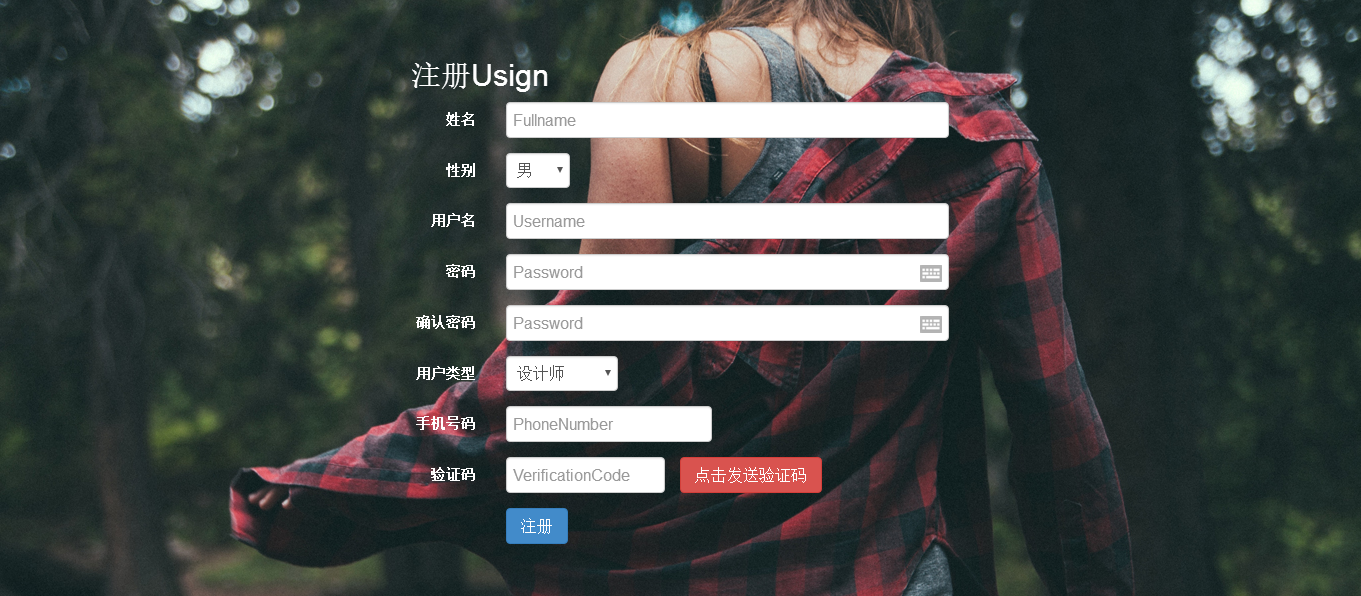 注册Usign
姓名 Fullname
性别 男
用户名 Username
密码 Password
确认密码 Password
用户类型 设计师
手机号码 PhoneNumber
验证码 VerificationCode 点击发送验证码
注册